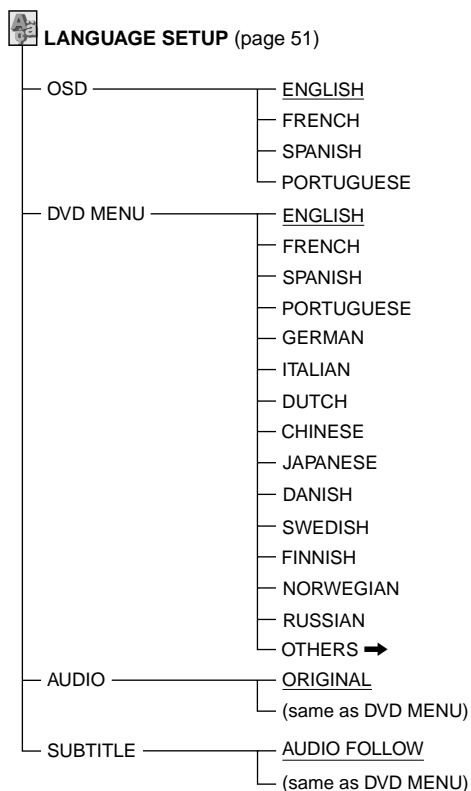 LANGUAGE SETUP (page 51)
OSD
ENGLISH
FRENCH
SPANISH
PORTUGUESE
DVD MENU
ENGLISH
FRENCH
SPANISH
PORTUGUESE
GERMAN
ITALIAN
DUTCH
CHINESE
JAPANESE
DANISH
SWEDISH
FINNISH
NORWEGIAN
RUSSIAN
OTHERS ➡
AUDIO
ORIGINAL
(same as DVD MENU)
SUBTITLE
AUDIO FOLLOW
(same as DVD MENU)